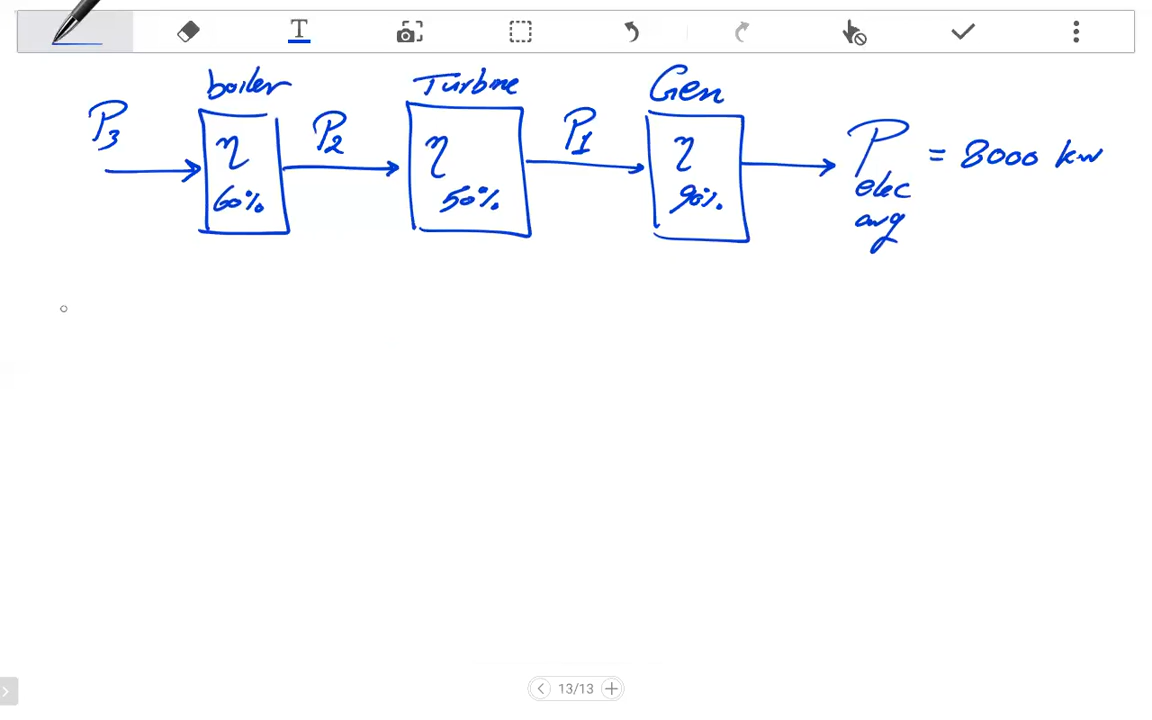 T
boiler Turbine Gen
P3 P2 P1
η η η P = 8000 kw
60% 50% 90% elec
avg
13/13